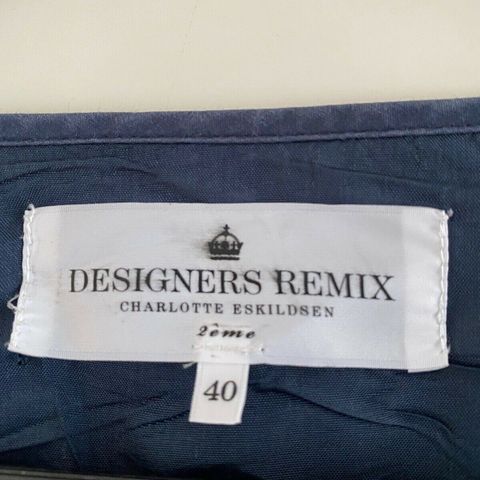 DESIGNERS REMIX
CHARLOTTE ESKILDSEN
2ème
40